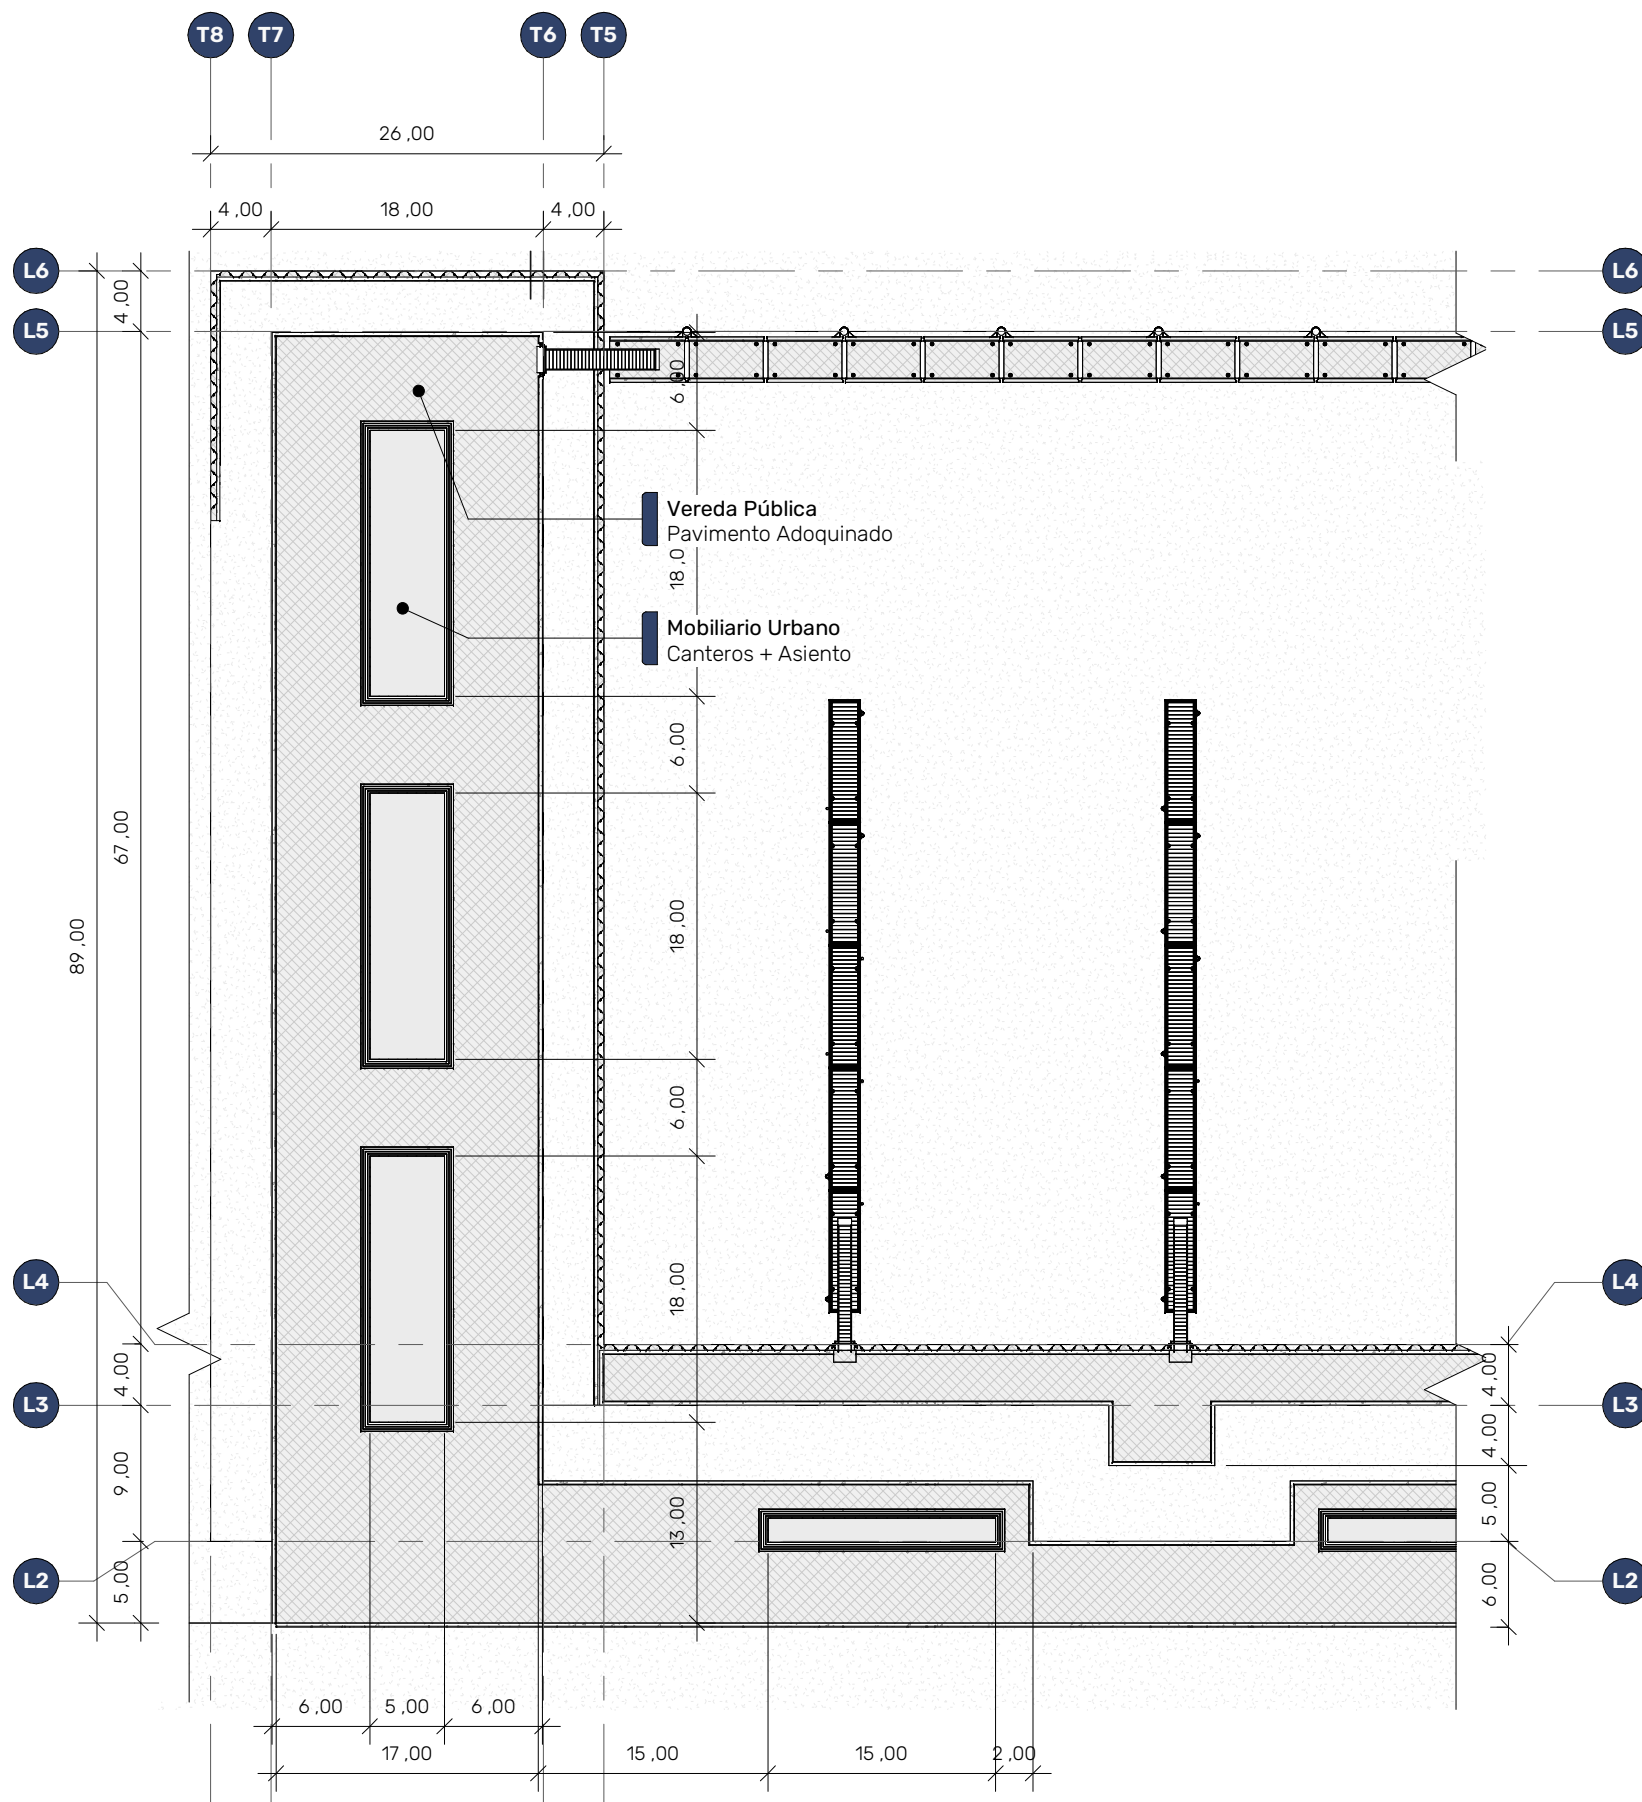 T8 T7 T6 T5
26,00
4,00 18,00 4,00
L6 L6
4,00
L5 L5
6,00
Vereda Pública
Pavimento Adoquinado
18,0
Mobiliario Urbano
Canteros + Asiento
6,00
67,00
89,00
18,00
6,00
L4 18,00 L4
4,00 4,00
L3 L3
4,00
9,00
5,00
13,00
L2 L2
5,00 6,00
6,00 5,00 6,00
17,00 15,00 15,00 2,00